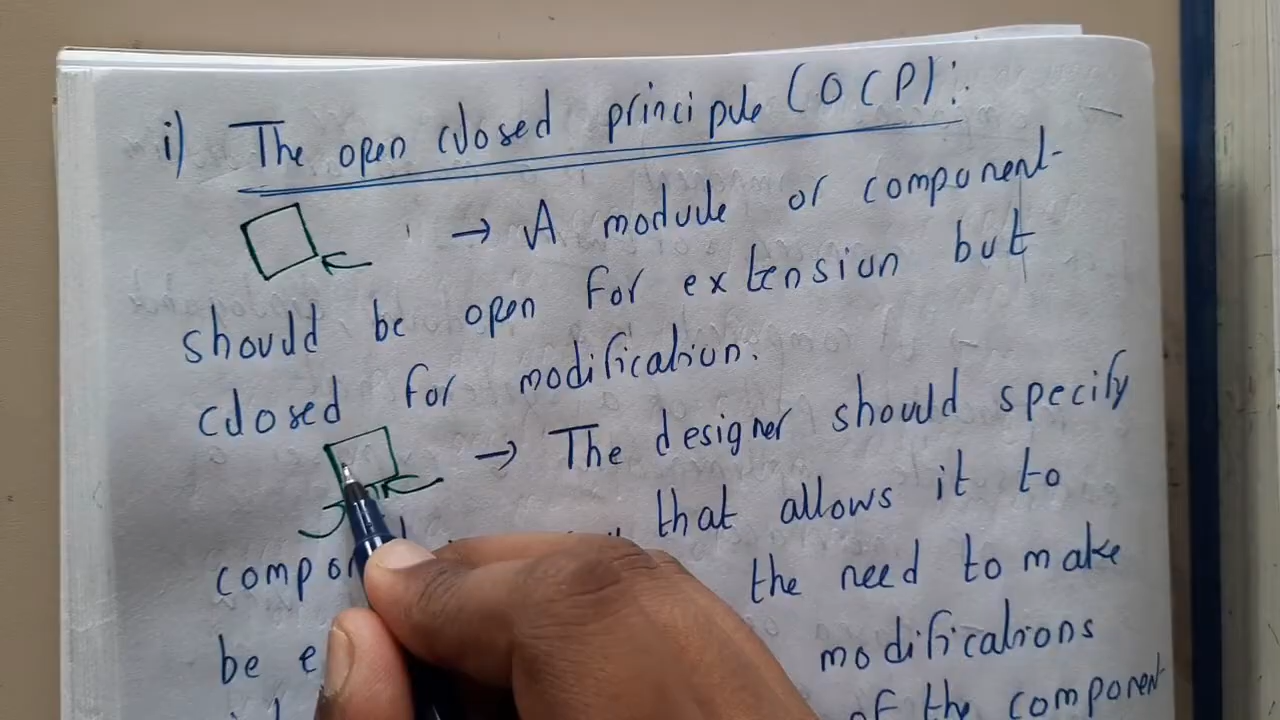 i) The open closed principle (OCP):
→ A module or component
should be open for extension but
closed for modification.
→ The designer should specify
that allows it to
be the need to make
modifications
of the component